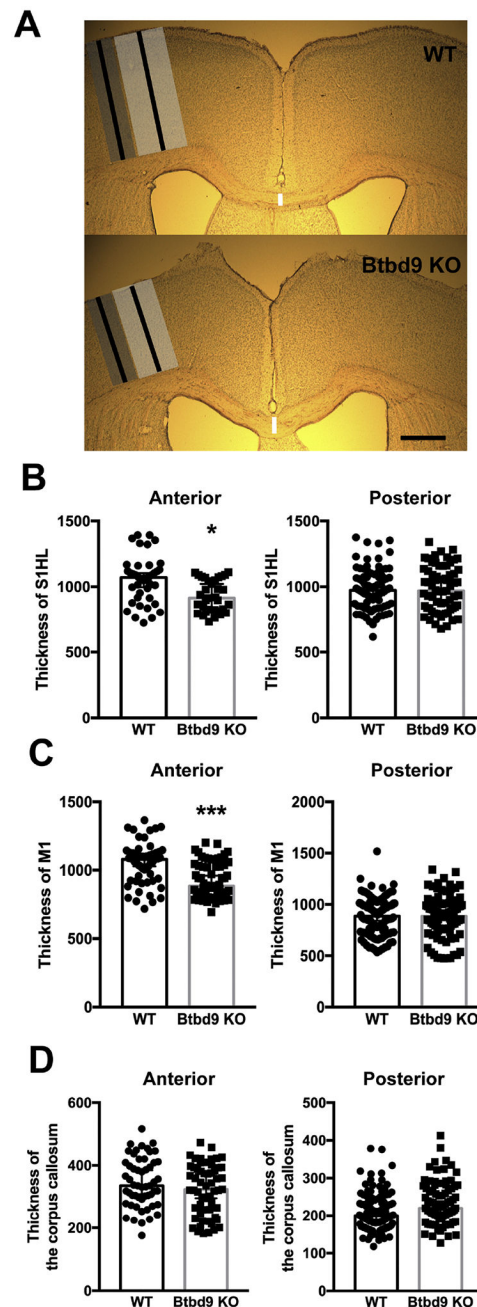 A
WT
Btbd9 KO
B
Anterior
Posterior
Thickness of S1HL
1500
1000
500
0
*
WT
Btbd9 KO
Thickness of S1HL
1500
1000
500
0
WT
Btbd9 KO
C
Anterior
Posterior
Thickness of M1
1500
1000
500
0
***
WT
Btbd9 KO
Thickness of M1
2000
1500
1000
500
0
WT
Btbd9 KO
D
Anterior
Posterior
Thickness of
the corpus callosum
600
400
200
0
WT
Btbd9 KO
Thickness of
the corpus callosum
500
400
300
200
100
0
WT
Btbd9 KO